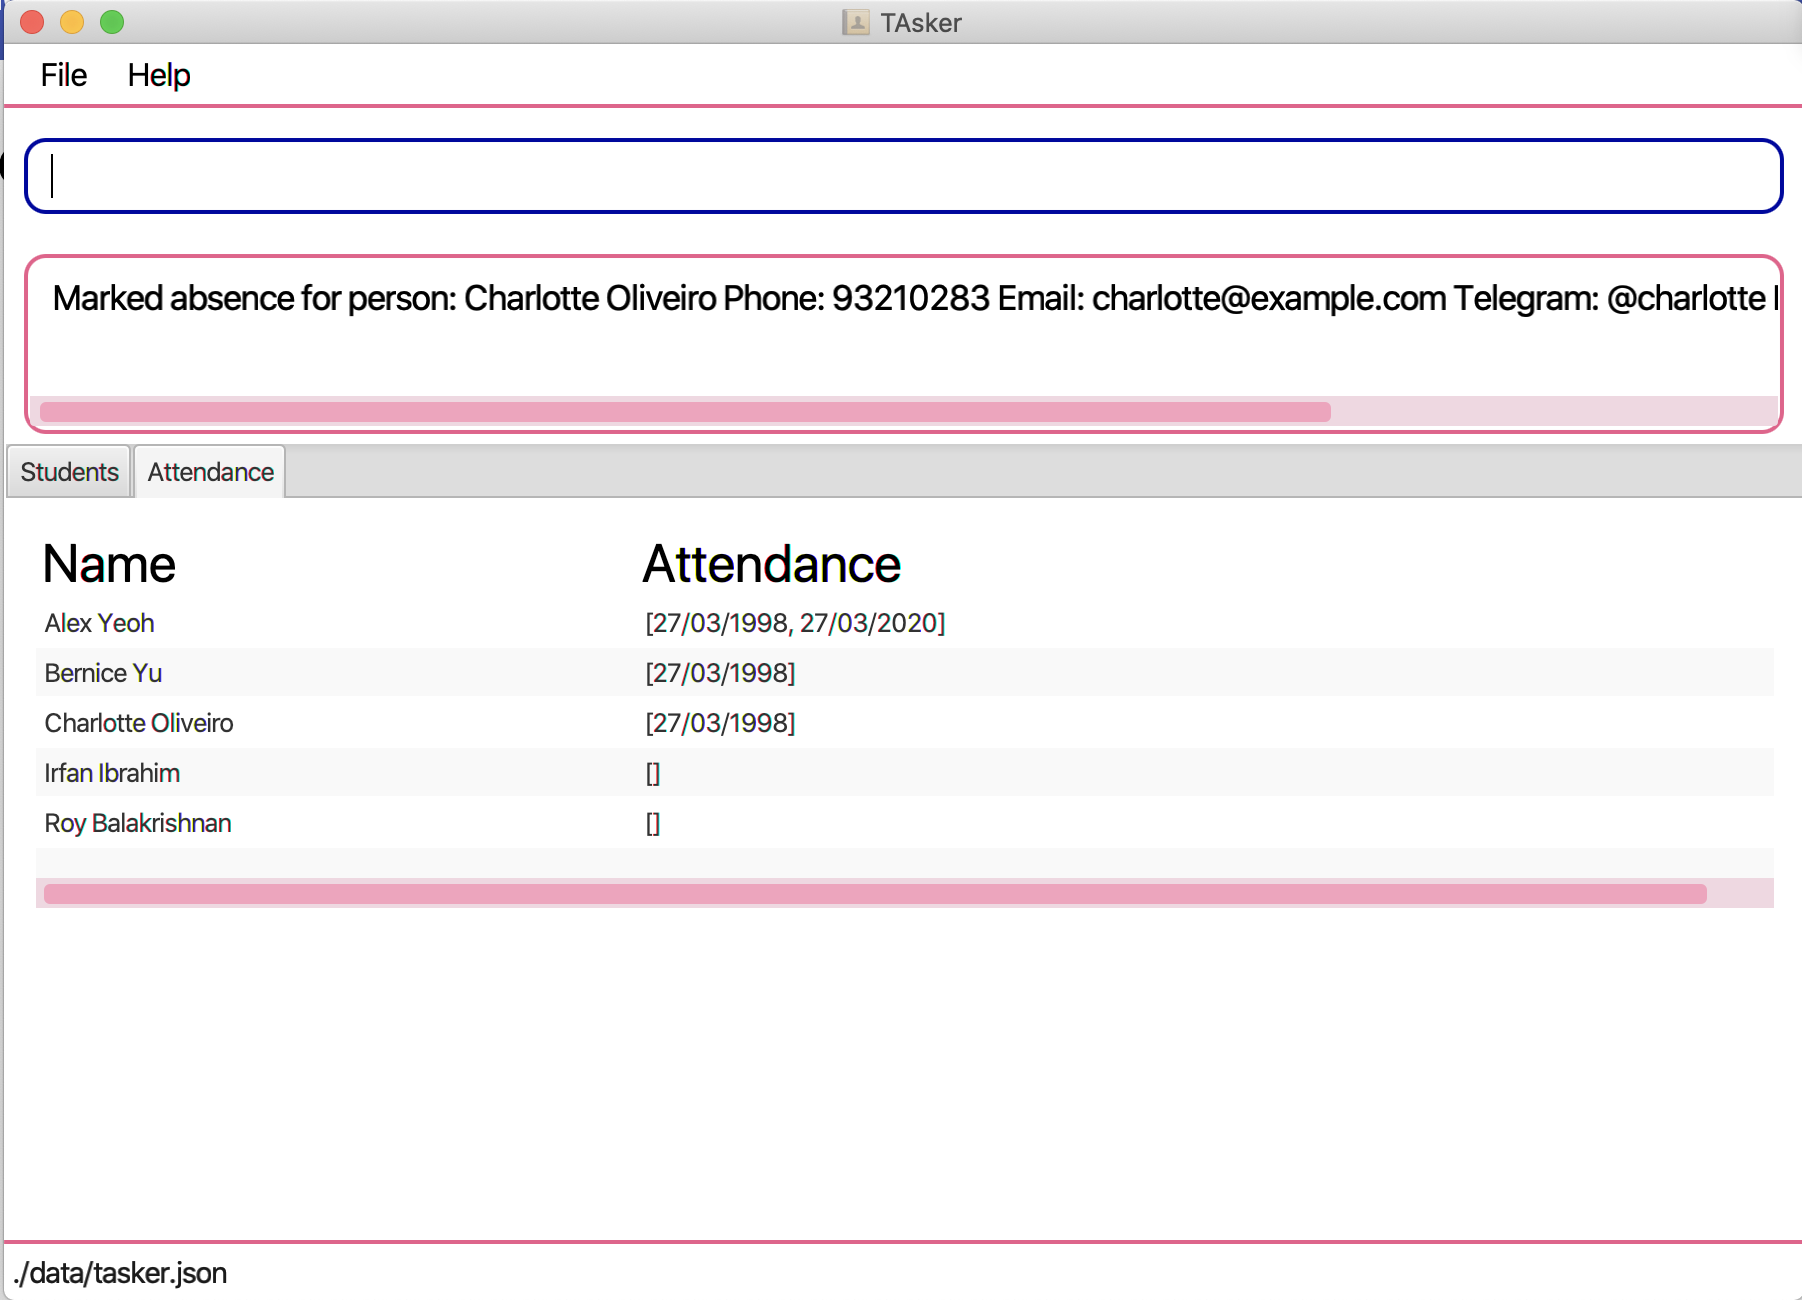 TAsker
File Help
Marked absence for person: Charlotte Oliveiro Phone: 93210283 Email: charlotte@example.com Telegram: @charlotte
Students Attendance
Name Attendance
Alex Yeoh [27/03/1998, 27/03/2020]
Bernice Yu [27/03/1998]
Charlotte Oliveiro [27/03/1998]
Irfan Ibrahim []
Roy Balakrishnan []
./data/tasker.json